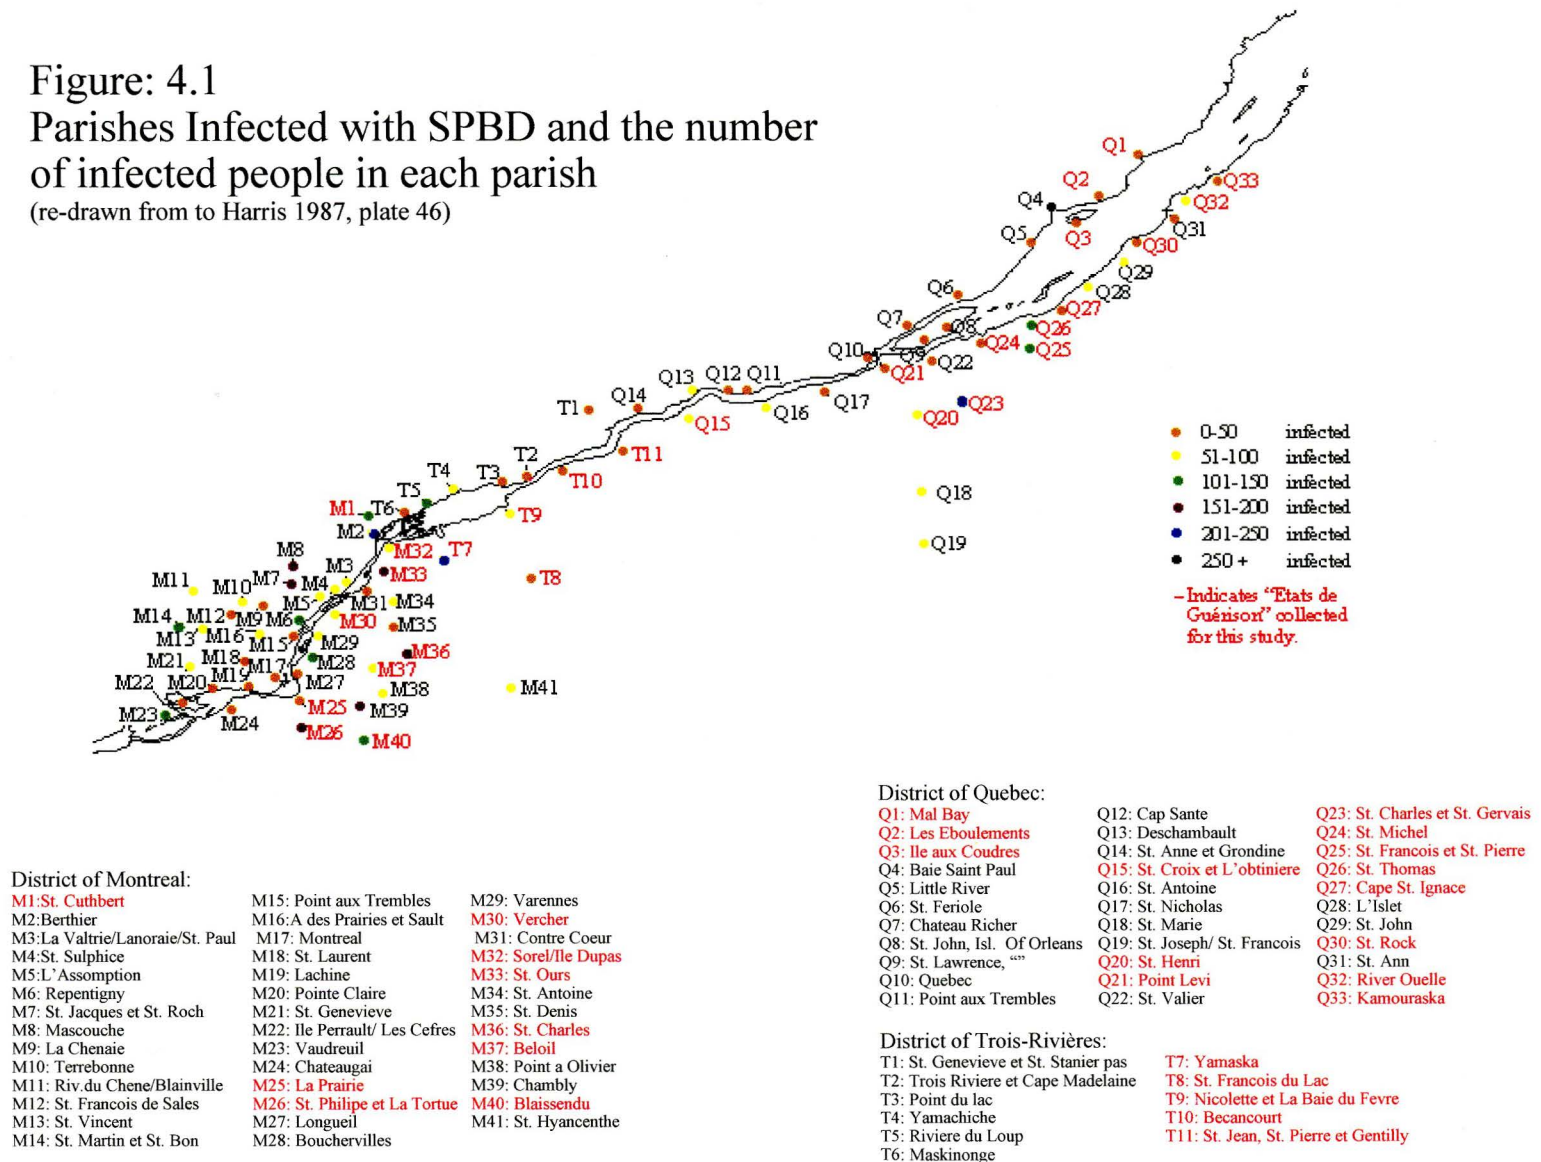 Figure: 4.1
Parishes Infected with SPBD and the number
of infected people in each parish
(re-drawn from to Harris 1987, plate 46)
Q1
Q2
Q33
Q4
Q32
Q3
Q31
Q5
Q30
Q29
Q6
Q28
Q27
Q7
Q8
Q26
Q24
Q25
Q10
Q9
Q22
Q21
Q13
Q12
Q11
Q14
Q17
Q23
T1
Q16
Q20
Q15
T11
T2
T3
T10
T4
T5
Q18
M1
T6
T9
M2
Q19
M32
T7
M8
M33
T8
M7
M3
M11
M4
M10
M5
M31
M34
M14
M12
M9
M6
M30
M35
M13
M16
M15
M29
M36
M21
M18
M28
M37
M22
M20
M19
M17
M27
M38
M41
M23
M24
M25
M39
M26
M40
0-50 infected
51-100 infected
101-150 infected
151-200 infected
201-250 infected
250 + infected
–Indicates “Etats de
Guérison” collected
for this study.
District of Montreal:
M1:St. Cuthbert
M2:Berthier
M3:La Valtrie/Lanoraie/St. Paul
M4:St. Sulphice
M5:L'Assomption
M6: Repentigny
M7: St. Jacques et St. Roch
M8: Mascouche
M9: La Chenaie
M10: Terrebonne
M11: Riv.du Chene/Blainville
M12: St. Francois de Sales
M13: St. Vincent
M14: St. Martin et St. Bon
M15: Point aux Trembles
M16:A des Prairies et Sault
M17: Montreal
M18: St. Laurent
M19: Lachine
M20: Pointe Claire
M21: St. Genevieve
M22: Ile Perrault/ Les Cefres
M23: Vaudreuil
M24: Chateaugai
M25: La Prairie
M26: St. Philipe et La Tortue
M27: Longueil
M28: Bouchervilles
M29: Varennes
M30: Vercher
M31: Contre Coeur
M32: Sorel/Ile Dupas
M33: St. Ours
M34: St. Antoine
M35: St. Denis
M36: St. Charles
M37: Beloil
M38: Point a Olivier
M39: Chambly
M40: Blaissendu
M41: St. Hyancenthe
District of Quebec:
Q1: Mal Bay
Q2: Les Eboulements
Q3: Ile aux Coudres
Q4: Baie Saint Paul
Q5: Little River
Q6: St. Feriole
Q7: Chateau Richer
Q8: St. John, Isl. Of Orleans
Q9: St. Lawrence, “”
Q10: Quebec
Q11: Point aux Trembles
Q12: Cap Sante
Q13: Deschambault
Q14: St. Anne et Grondine
Q15: St. Croix et L'obtiniere
Q16: St. Antoine
Q17: St. Nicholas
Q18: St. Marie
Q19: St. Joseph/ St. Francois
Q20: St. Henri
Q21: Point Levi
Q22: St. Valier
Q23: St. Charles et St. Gervais
Q24: St. Michel
Q25: St. Francois et St. Pierre
Q26: St. Thomas
Q27: Cape St. Ignace
Q28: L'Islet
Q29: St. John
Q30: St. Rock
Q31: St. Ann
Q32: River Ouelle
Q33: Kamouraska
District of Trois-Rivières:
T1: St. Genevieve et St. Stanier pas
T2: Trois Riviere et Cape Madelaine
T3: Point du lac
T4: Yamachiche
T5: Riviere du Loup
T6: Maskinonge
T7: Yamaska
T8: St. Francois du Lac
T9: Nicolette et La Baie du Fevre
T10: Becancourt
T11: St. Jean, St. Pierre et Gentilly